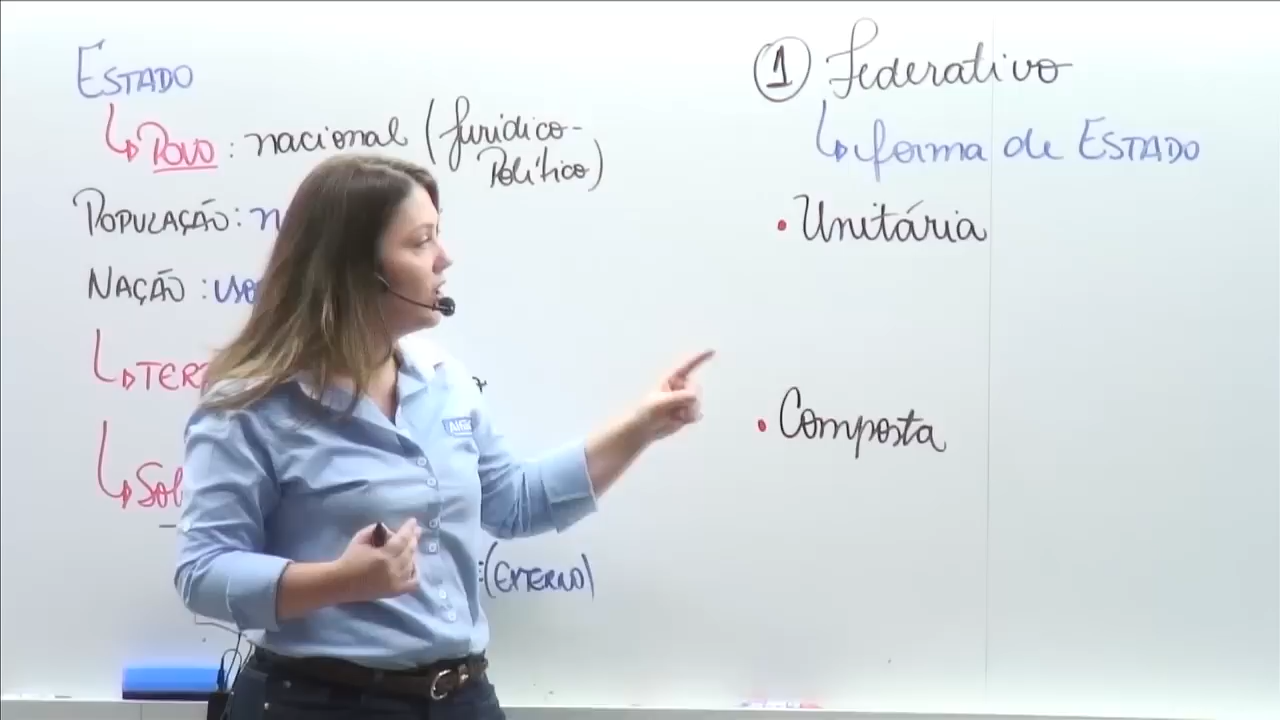 ESTADO
Povo: nacional (Jurídico-
Político)
POPULAÇÃO:
NAÇÃO:
(EXTERNO)
1 Federativo
forma de ESTADO
• Unitária
• Composta